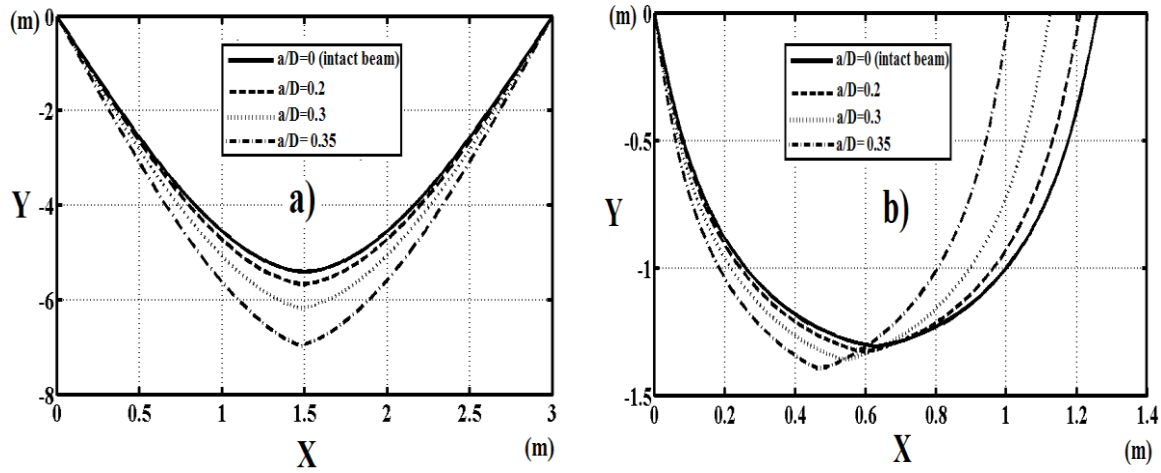 (m)
0
-2
-4
-6
-8
Y
a/D=0 (intact beam)
a/D=0.2
a/D=0.3
a/D= 0.35
a)
0 0.5 1 1.5 2 2.5 3
X (m)
(m)
0
-0.5
-1
-1.5
Y
a/D=0 (intact beam)
a/D=0.2
a/D=0.3
a/D= 0.35
b)
0 0.2 0.4 0.6 0.8 1 1.2 1.4
X (m)